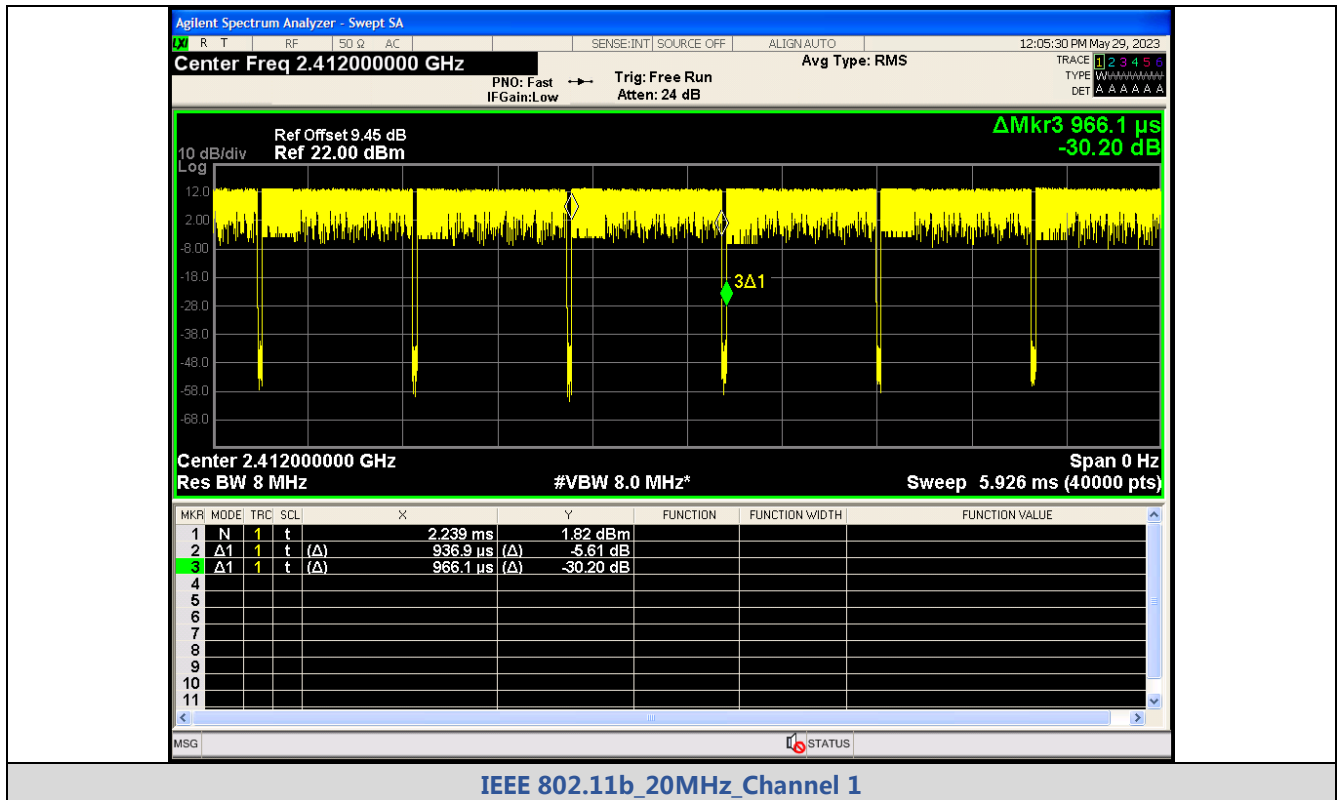 Agilent Spectrum Analyzer - Swept SA
LXI R T RF 50 Ω AC SENSE:INT SOURCE OFF ALIGN AUTO 12:05:30 PM May 29, 2023
Center Freq 2.412000000 GHz Avg Type: RMS TRACE 1 2 3 4 5 6
PNO: Fast Trig: Free Run TYPE
IFGain:Low Atten: 24 dB DET A A A A A A
ΔMkr3 966.1 µs
Ref Offset 9.45 dB
10 dB/div Ref 22.00 dBm -30.20 dB
Log
12.0
2.00
-8.00
-18.0
3Δ1
-28.0
-38.0
-48.0
-58.0
-68.0
Center 2.412000000 GHz Span 0 Hz
Res BW 8 MHz #VBW 8.0 MHz* Sweep 5.926 ms (40000 pts)
MKR MODE TRC SCL X Y FUNCTION FUNCTION WIDTH FUNCTION VALUE
1 N 1 t 2.239 ms 1.82 dBm
2 Δ1 1 t (Δ) 936.9 µs (Δ) -5.61 dB
3 Δ1 1 t (Δ) 966.1 µs (Δ) -30.20 dB
4
5
6
7
8
9
10
11
MSG STATUS
IEEE 802.11b_20MHz_Channel 1